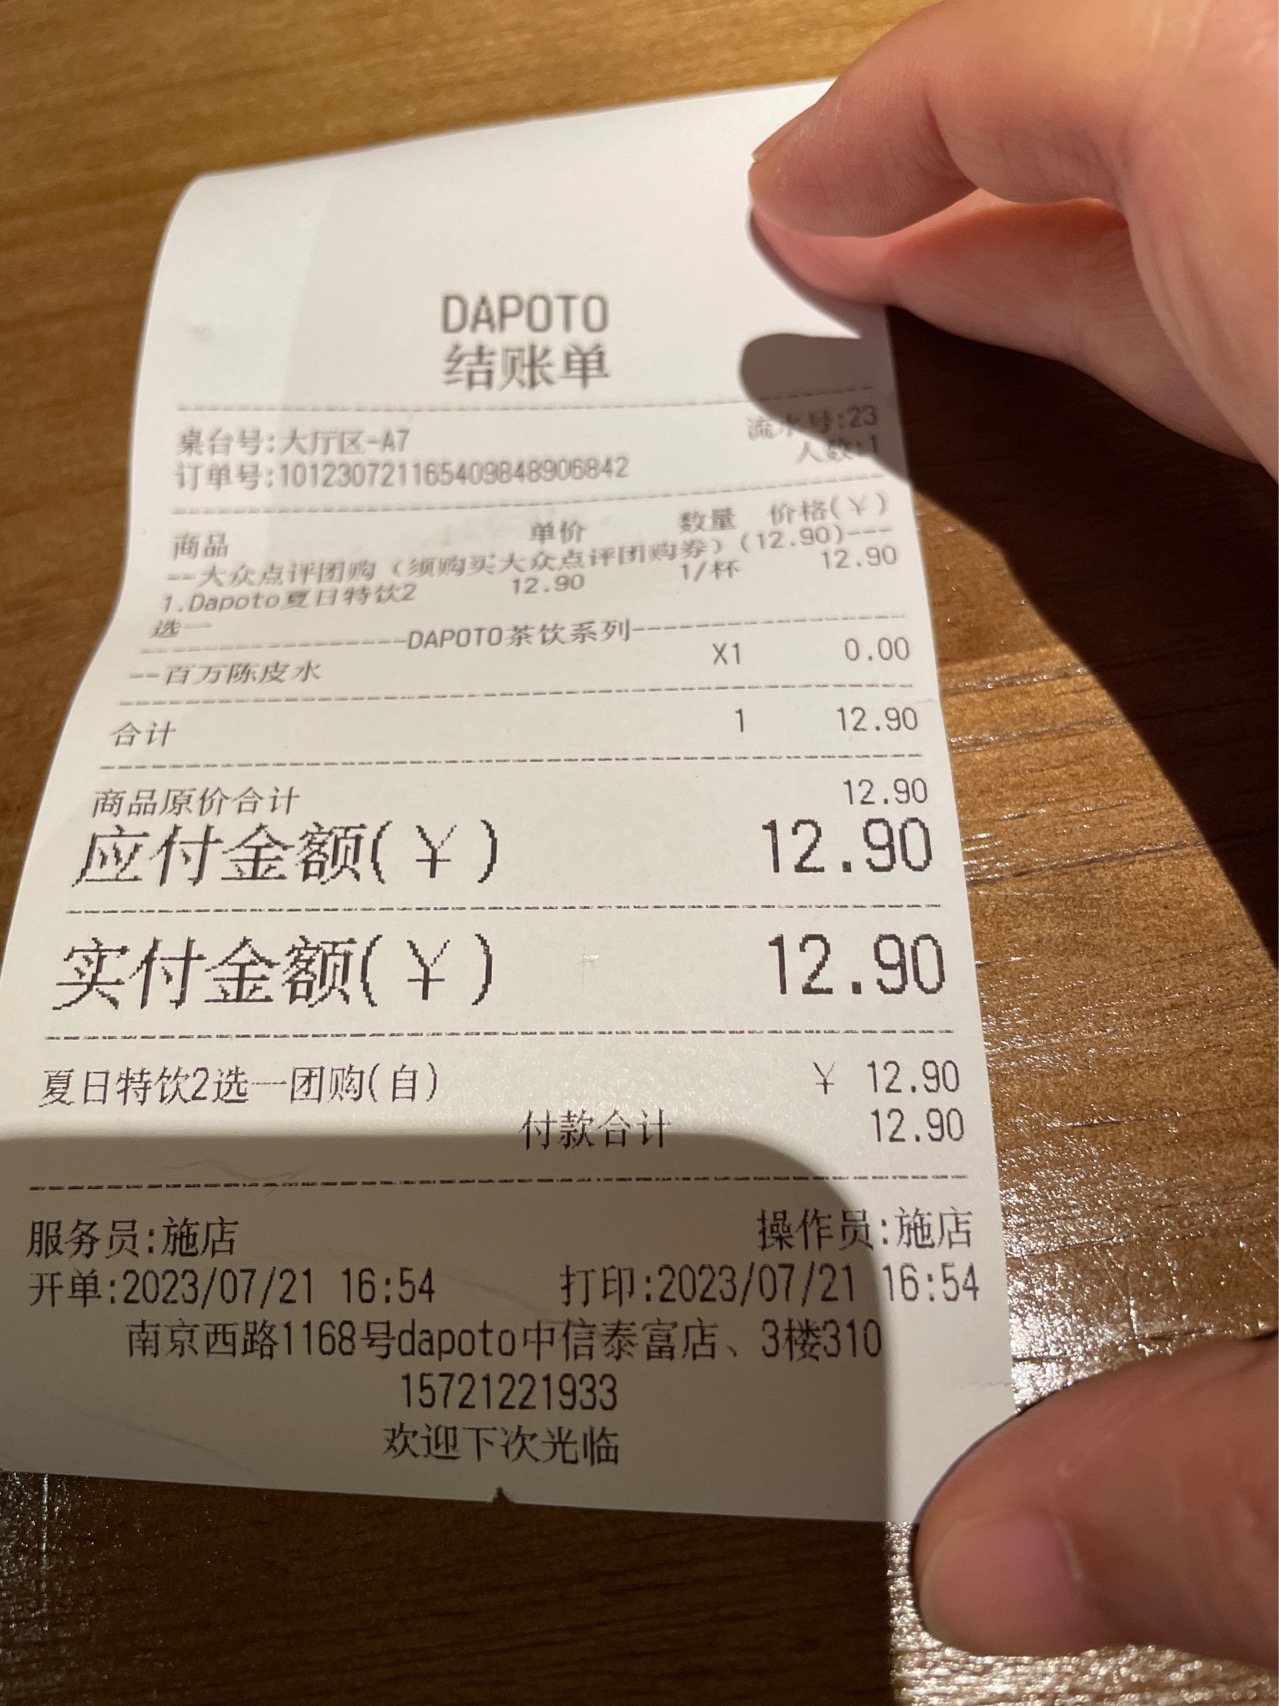 DAPOTO
结账单
桌台号:大厅区-A7 流水号:23
订单号:101230721165409848906842 人数:1
商品 单价 数量 价格(¥)
--大众点评团购(须购买大众点评团购券)(12.90)---
1.Dapoto夏日特饮2 12.90 1/杯 12.90
选一
----------DAPOTO茶饮系列----------
--百万陈皮水 X1 0.00
合计 1 12.90
商品原价合计 12.90
应付金额(¥) 12.90
实付金额(¥) 12.90
夏日特饮2选一团购(自) ¥ 12.90
付款合计 12.90
服务员:施店 操作员:施店
开单:2023/07/21 16:54 打印:2023/07/21 16:54
南京西路1168号dapoto中信泰富店、3楼310
15721221933
欢迎下次光临